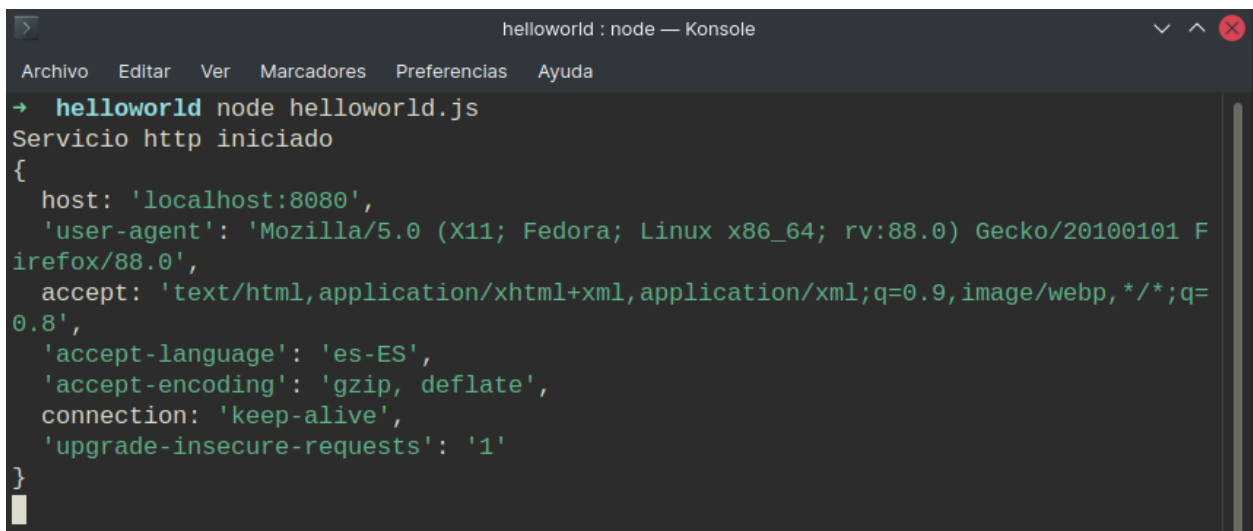 helloworld : node — Konsole
Archivo Editar Ver Marcadores Preferencias Ayuda
➜ helloworld node helloworld.js
Servicio http iniciado
{
  host: 'localhost:8080',
  'user-agent': 'Mozilla/5.0 (X11; Fedora; Linux x86_64; rv:88.0) Gecko/20100101 F
irefox/88.0',
  accept: 'text/html,application/xhtml+xml,application/xml;q=0.9,image/webp,*/*;q=
0.8',
  'accept-language': 'es-ES',
  'accept-encoding': 'gzip, deflate',
  connection: 'keep-alive',
  'upgrade-insecure-requests': '1'
}